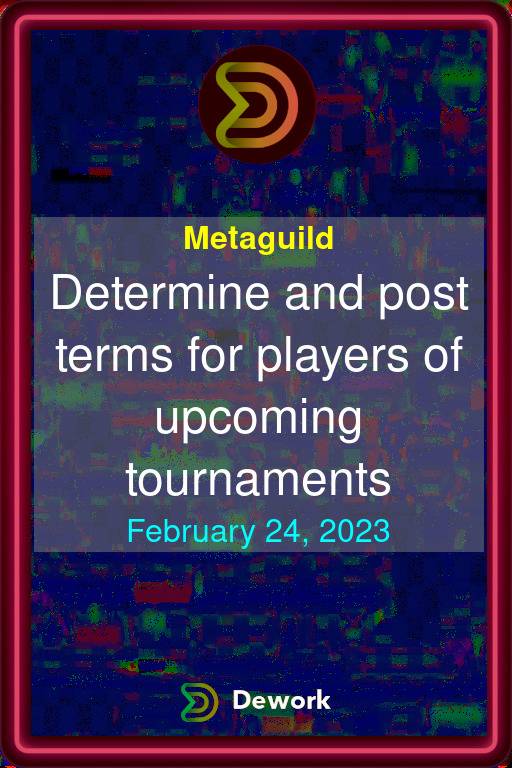 Metaguild
Determine and post
terms for players of
upcoming
tournaments
February 24, 2023
Dework